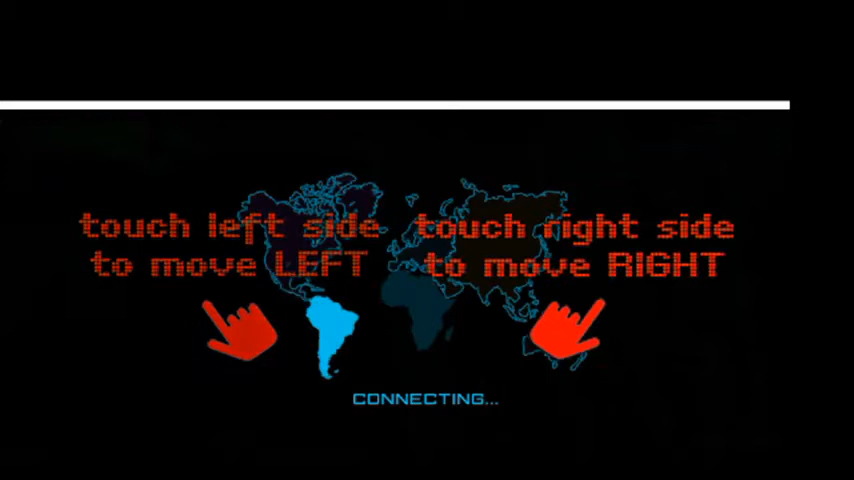 touch left side
to move LEFT
touch right side
to move RIGHT
CONNECTING...